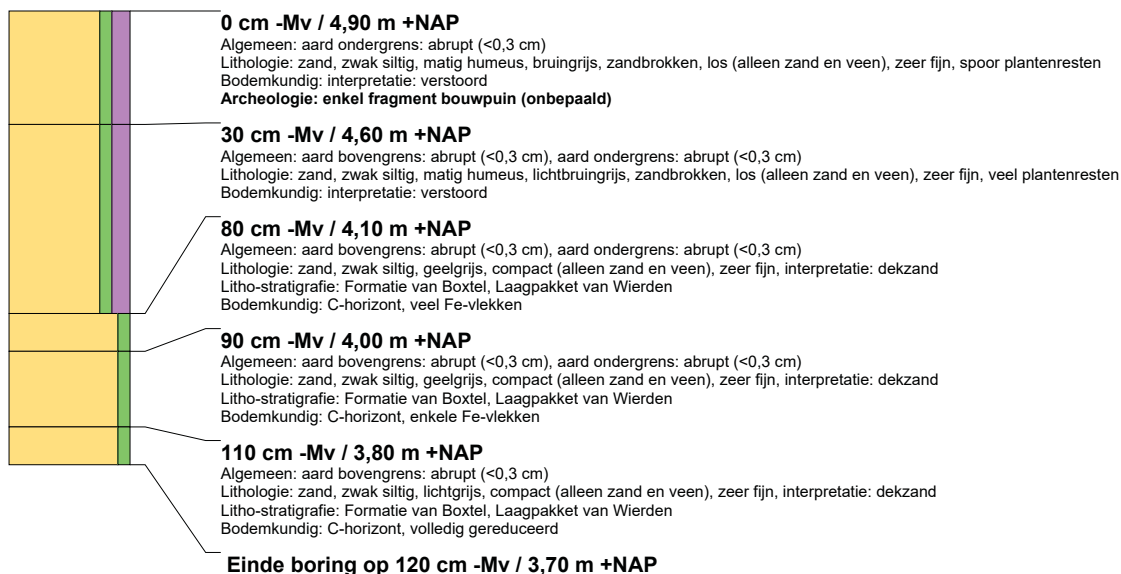 0 cm -Mv / 4,90 m +NAP
Algemeen: aard ondergrens: abrupt (<0,3 cm)
Lithologie: zand, zwak siltig, matig humeus, bruingrijs, zandbrokken, los (alleen zand en veen), zeer fijn, spoor plantenresten
Bodemkundig: interpretatie: verstoord
Archeologie: enkel fragment bouwpuin (onbepaald)
30 cm -Mv / 4,60 m +NAP
Algemeen: aard bovengrens: abrupt (<0,3 cm), aard ondergrens: abrupt (<0,3 cm)
Lithologie: zand, zwak siltig, matig humeus, lichtbruingrijs, zandbrokken, los (alleen zand en veen), zeer fijn, veel plantenresten
Bodemkundig: interpretatie: verstoord
80 cm -Mv / 4,10 m +NAP
Algemeen: aard bovengrens: abrupt (<0,3 cm), aard ondergrens: abrupt (<0,3 cm)
Lithologie: zand, zwak siltig, geelgrijs, compact (alleen zand en veen), zeer fijn, interpretatie: dekzand
Litho-stratigrafie: Formatie van Boxtel, Laagpakket van Wierden
Bodemkundig: C-horizont, veel Fe-vlekken
90 cm -Mv / 4,00 m +NAP
Algemeen: aard bovengrens: abrupt (<0,3 cm), aard ondergrens: abrupt (<0,3 cm)
Lithologie: zand, zwak siltig, geelgrijs, compact (alleen zand en veen), zeer fijn, interpretatie: dekzand
Litho-stratigrafie: Formatie van Boxtel, Laagpakket van Wierden
Bodemkundig: C-horizont, enkele Fe-vlekken
110 cm -Mv / 3,80 m +NAP
Algemeen: aard bovengrens: abrupt (<0,3 cm)
Lithologie: zand, zwak siltig, lichtgrijs, compact (alleen zand en veen), zeer fijn, interpretatie: dekzand
Litho-stratigrafie: Formatie van Boxtel, Laagpakket van Wierden
Bodemkundig: C-horizont, volledig gereduceerd
Einde boring op 120 cm -Mv / 3,70 m +NAP